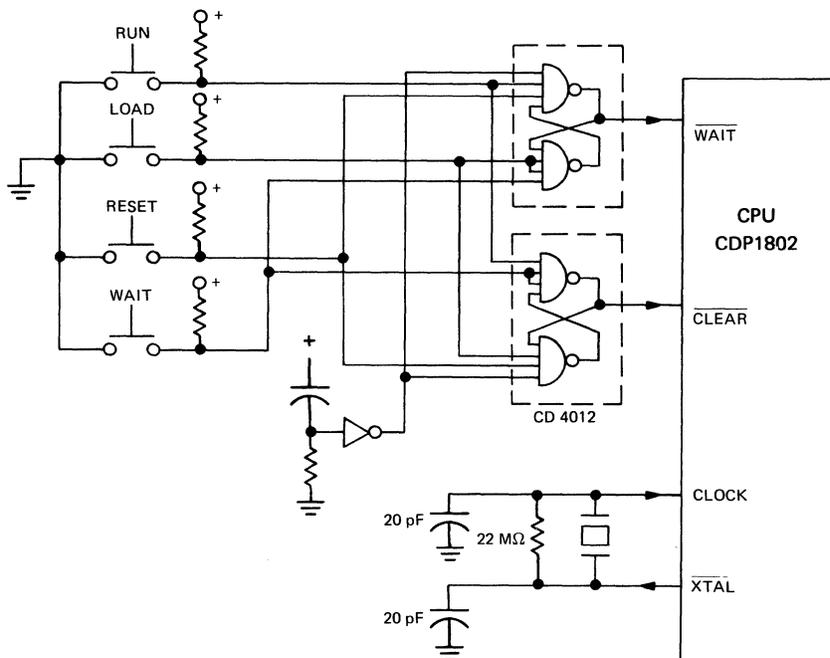 +
RUN
+
LOAD
WAIT
+
RESET
CPU
CDP1802
+
WAIT
CLEAR
+
CD 4012
CLOCK
20 pF
22 MΩ
XTAL
20 pF